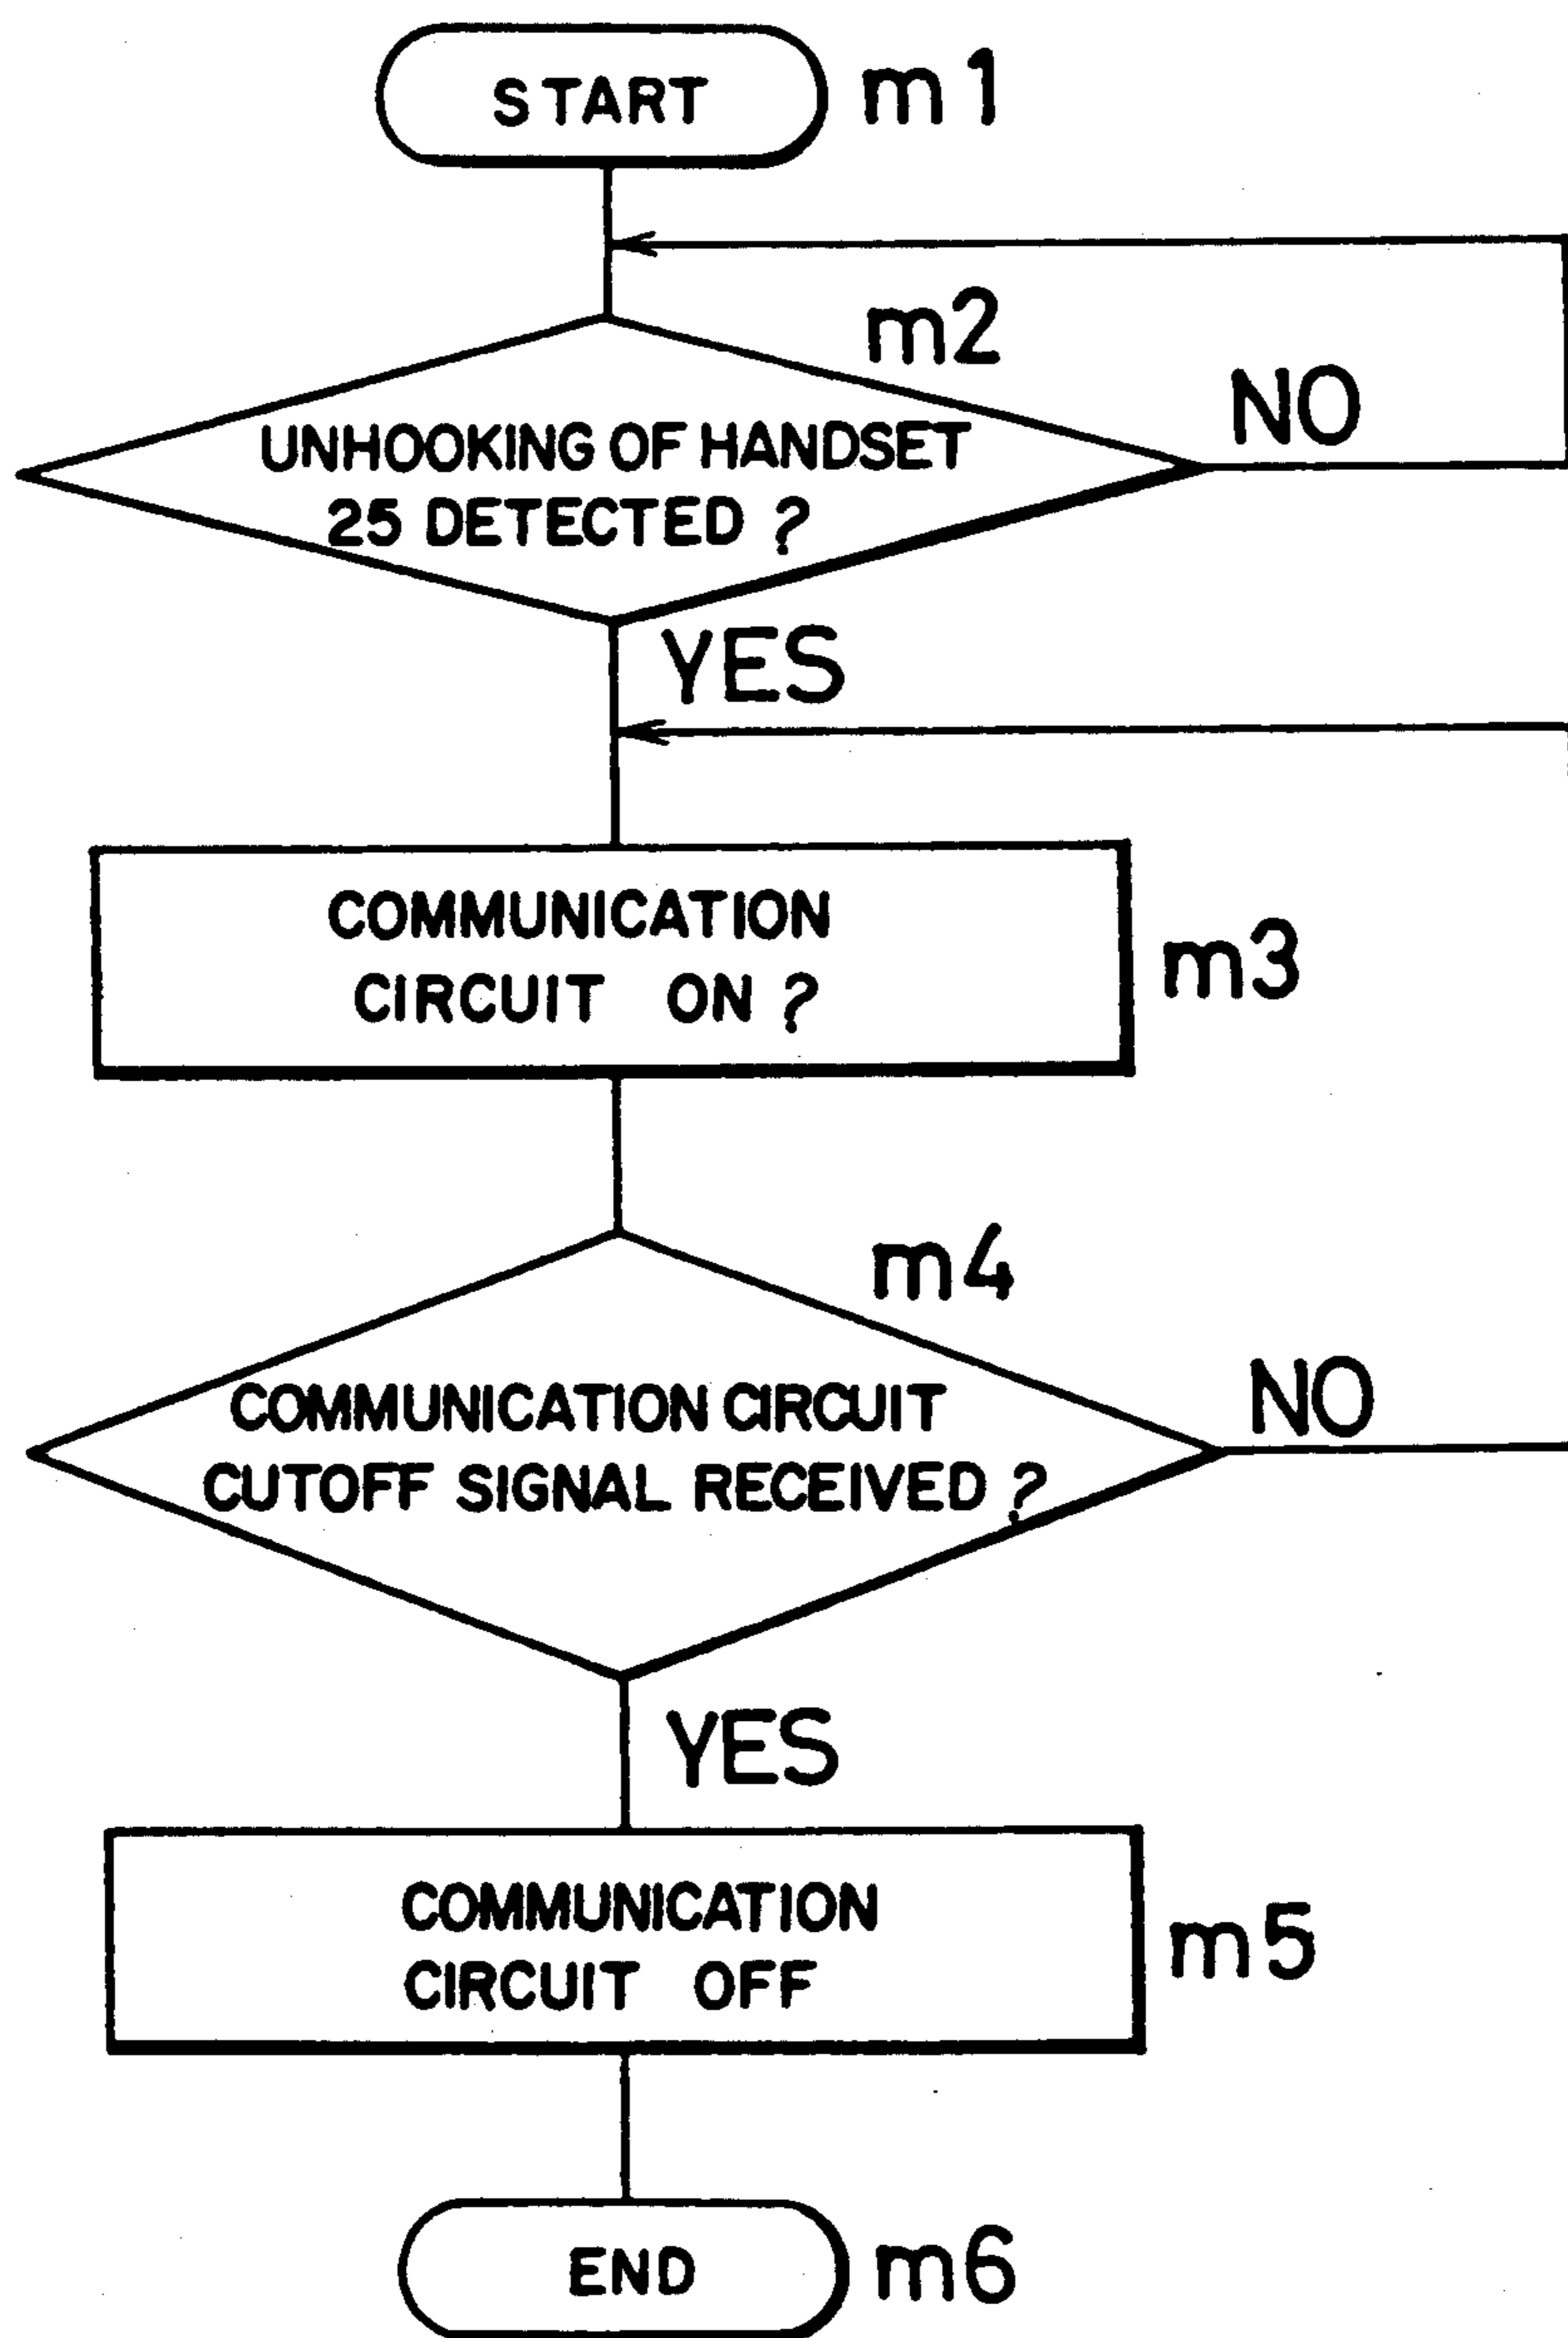 START
m1
m2
UNHOOKING OF HANDSET
25 DETECTED ?
NO
YES
COMMUNICATION
CIRCUIT ON ?
m3
m4
COMMUNICATION CIRCUIT
CUTOFF SIGNAL RECEIVED ?
NO
YES
COMMUNICATION
CIRCUIT OFF
m5
END
m6